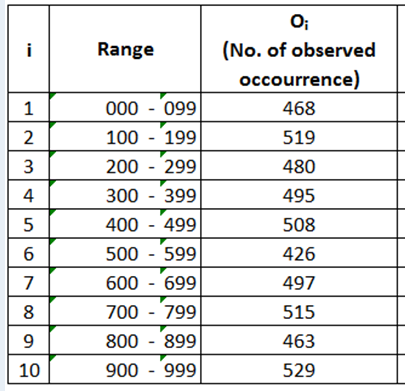 i Range Oi (No. of observed occourrence)
1 000 - 099 468
2 100 - 199 519
3 200 - 299 480
4 300 - 399 495
5 400 - 499 508
6 500 - 599 426
7 600 - 699 497
8 700 - 799 515
9 800 - 899 463
10 900 - 999 529